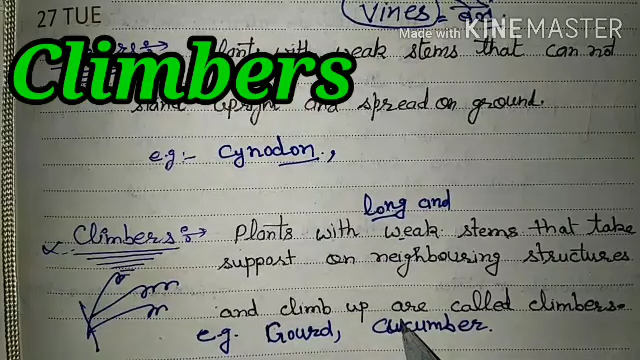 Vines = बेल
27 TUE
Made with KINEMASTER
Climbers
Plants with weak stems that can not
stand upright and spread on ground.
e.g:- Cynodon,
long and
Climbers:→ Plants with weak stems that take
support on neighbouring structures
and climb up are called climbers.
e.g. Gourd, Cucumber.